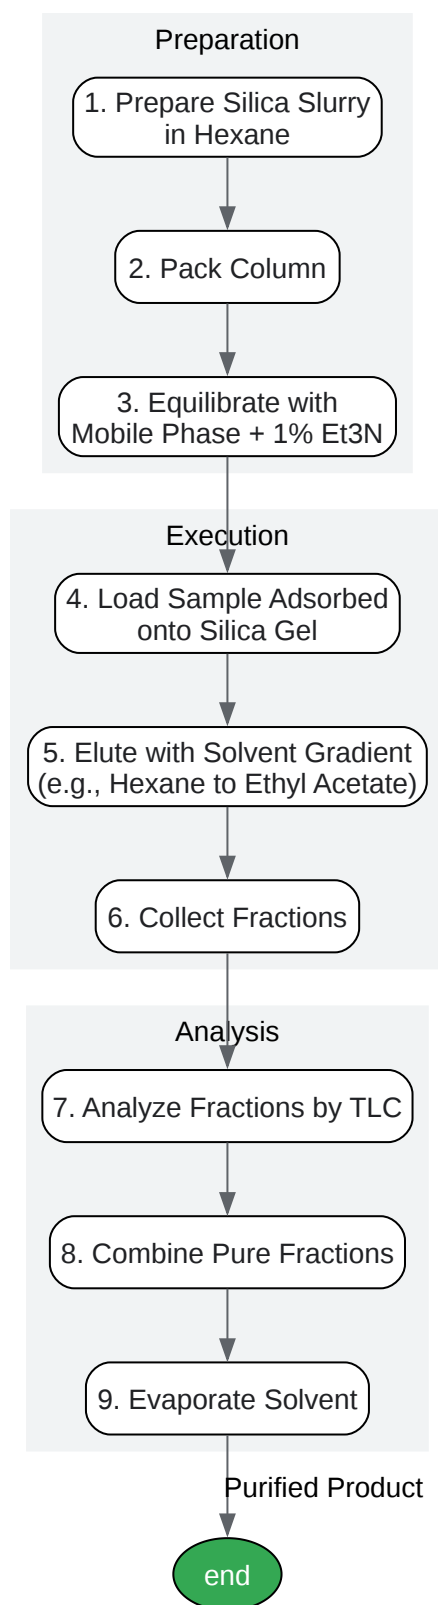 Preparation
1. Prepare Silica Slurry
in Hexane
2. Pack Column
3. Equilibrate with
Mobile Phase + 1% Et3N
Execution
4. Load Sample Adsorbed
onto Silica Gel
5. Elute with Solvent Gradient
(e.g., Hexane to Ethyl Acetate)
6. Collect Fractions
Analysis
7. Analyze Fractions by TLC
8. Combine Pure Fractions
9. Evaporate Solvent
Purified Product
end